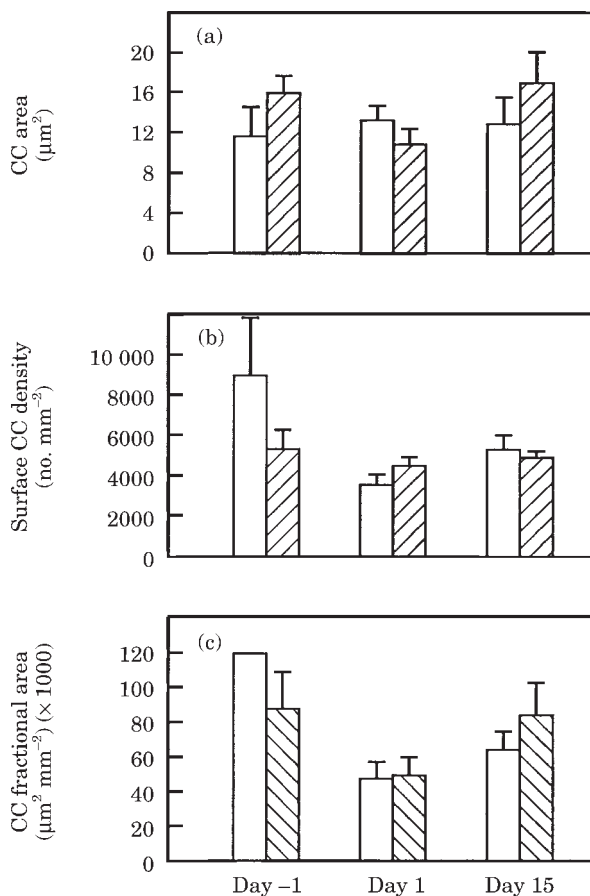 (a)
CC area
(μm²)
20
16
12
8
4
0
(b)
Surface CC density
(no. mm⁻²)
10 000
8000
6000
4000
2000
0
(c)
CC fractional area
(μm² mm⁻²) (× 1000)
120
100
80
60
40
20
0
Day –1 Day 1 Day 15